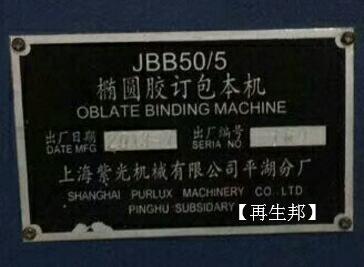 JBB50/5
椭圆胶订包本机
OBLATE BINDING MACHINE
出厂日期 出厂编号
DATE MFG SERIA NO
上海紫光机械有限公司平湖分厂
SHANGHAI PURLUX MACHINERY CO.LTD
PINGHU SUBSIDARY
【再生邦】